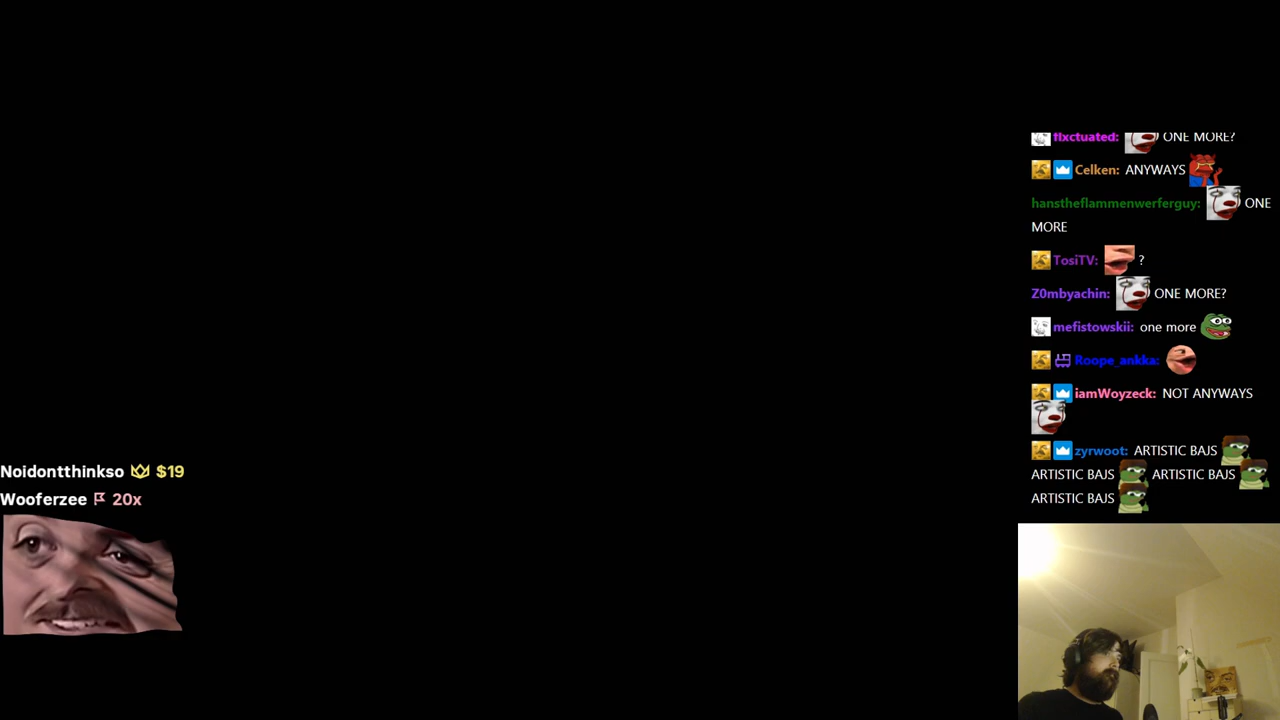 flxctuated: ONE MORE?
Celken: ANYWAYS
hanstheflammenwerferguy: ONE
MORE
TosiTV: ?
Z0mbyachin: ONE MORE?
mefistowskii: one more
Roope_ankka:
iamWoyzeck: NOT ANYWAYS
zyrwoot: ARTISTIC BAJS
ARTISTIC BAJS ARTISTIC BAJS
ARTISTIC BAJS
Noidontthinkso $19
Wooferzee 20x